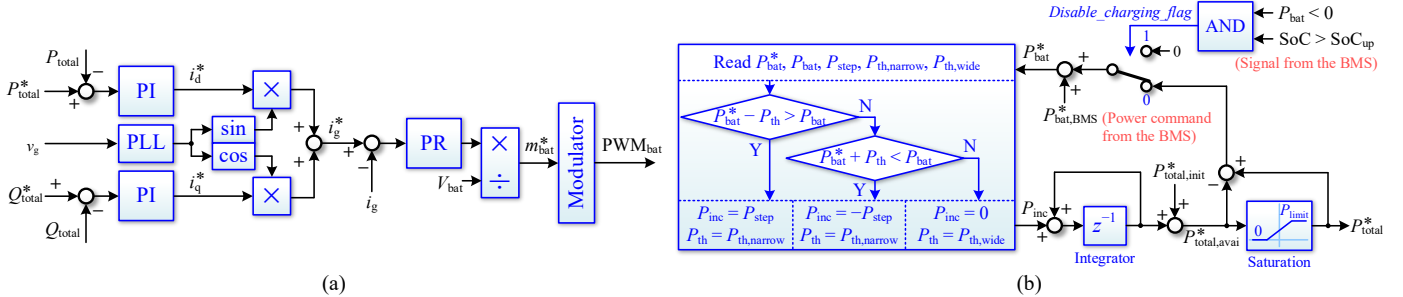 P_total
P*_total
PI
i*_d
×
sin
cos
v_g
PLL
i*_g
PR
×
÷
m*_bat
Modulator
PWM_bat
V_bat
i_g
Q*_total
PI
i*_q
×
Q_total
(a)
Disable_charging_flag
AND
P_bat < 0
SoC > SoC_up
(Signal from the BMS)
1
0
0
P*_bat
P*_bat,BMS
(Power command
from the BMS)
Read P*_bat, P_bat, P_step, P_th,narrow, P_th,wide
P*_bat − P_th > P_bat
N
Y
P*_bat + P_th < P_bat
N
Y
P_inc = P_step
P_th = P_th,narrow
P_inc = −P_step
P_th = P_th,narrow
P_inc = 0
P_th = P_th,wide
P_inc
z⁻¹
Integrator
P*_total,init
P*_total,avai
P_limit
0
Saturation
P*_total
(b)